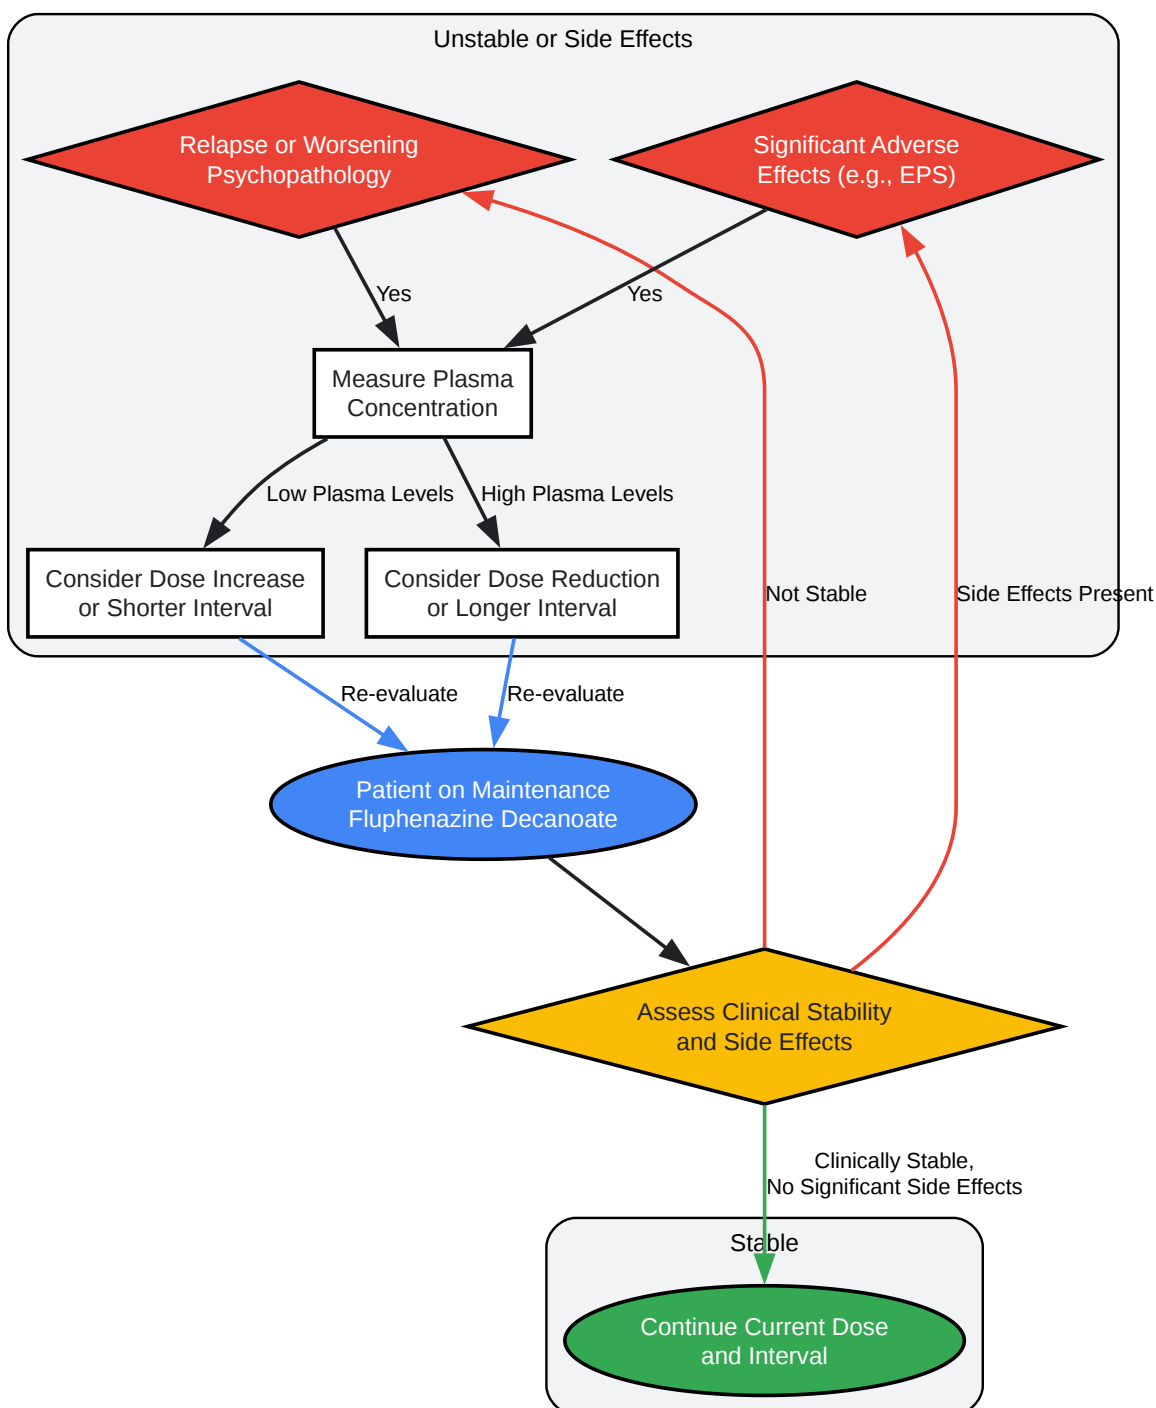 Unstable or Side Effects
Relapse or Worsening
Psychopathology
Significant Adverse
Effects (e.g., EPS)
Yes
Yes
Measure Plasma
Concentration
Low Plasma Levels
High Plasma Levels
Consider Dose Increase
or Shorter Interval
Consider Dose Reduction
or Longer Interval
Not Stable
Side Effects Present
Re-evaluate
Re-evaluate
Patient on Maintenance
Fluphenazine Decanoate
Assess Clinical Stability
and Side Effects
Clinically Stable,
No Significant Side Effects
Stable
Continue Current Dose
and Interval